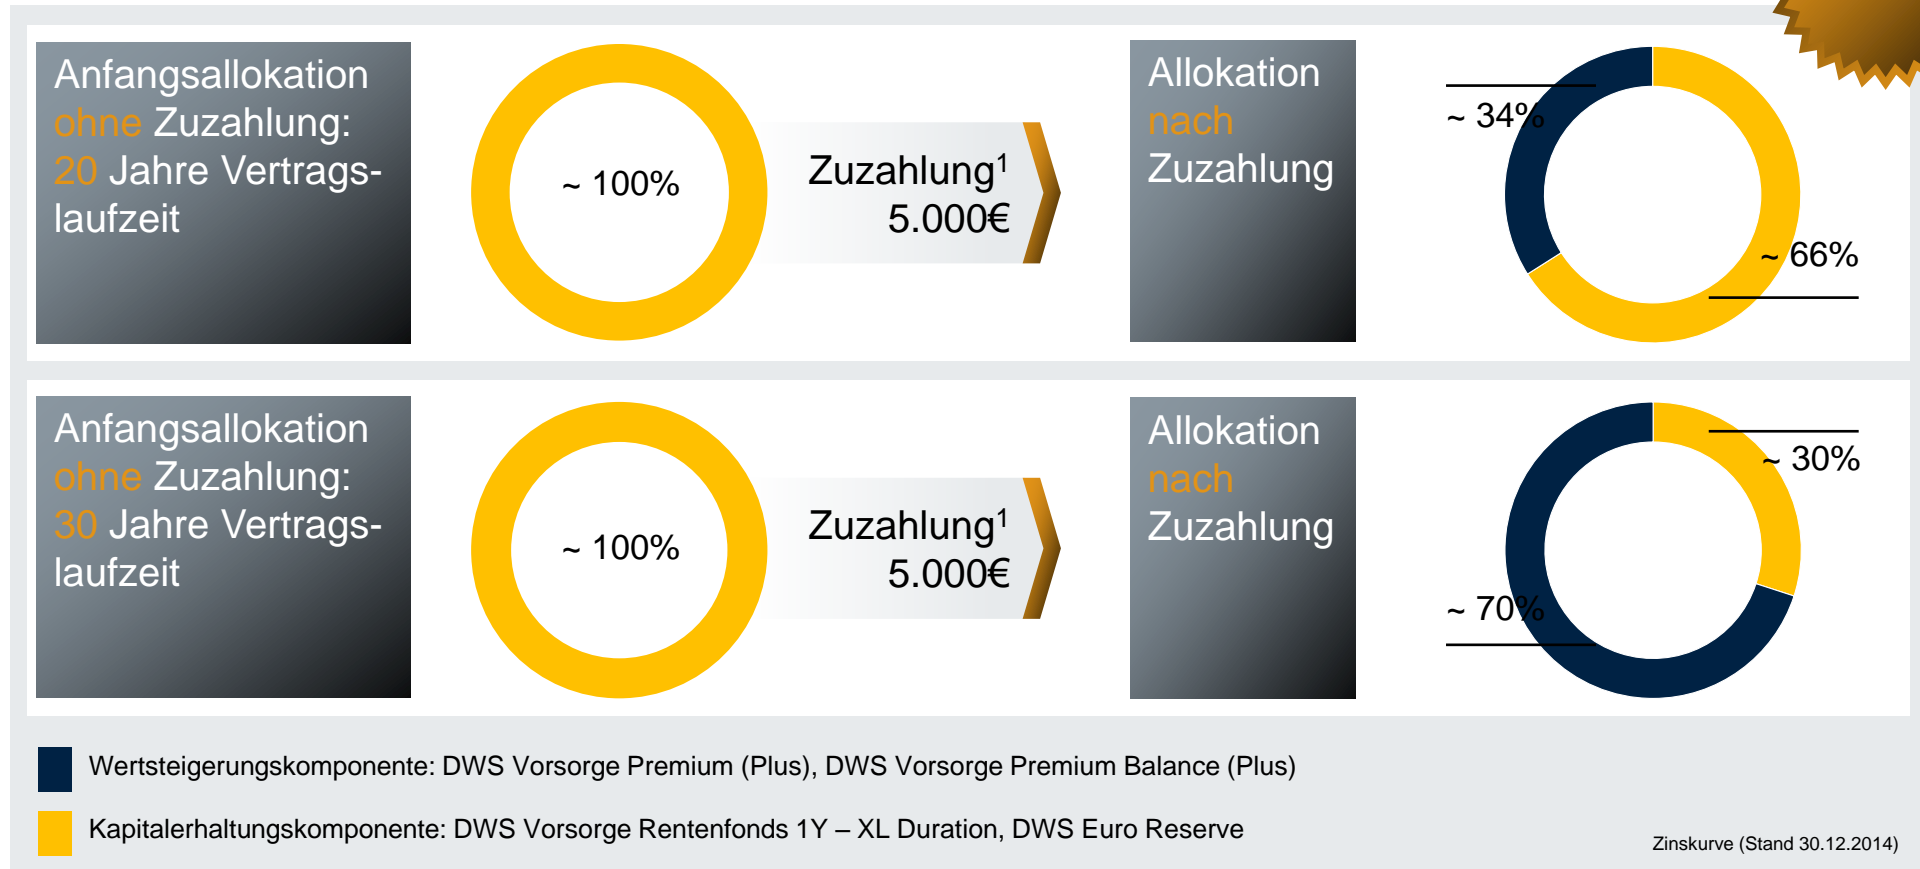 Anfangsallokation
ohne Zuzahlung:
20 Jahre Vertrags-
laufzeit
~ 100%
Zuzahlung¹
5.000€
Allokation
nach
Zuzahlung
~ 34%
~ 66%
Anfangsallokation
ohne Zuzahlung:
30 Jahre Vertrags-
laufzeit
~ 100%
Zuzahlung¹
5.000€
Allokation
nach
Zuzahlung
~ 30%
~ 70%
Wertsteigerungskomponente: DWS Vorsorge Premium (Plus), DWS Vorsorge Premium Balance (Plus)
Kapitalerhaltungskomponente: DWS Vorsorge Rentenfonds 1Y – XL Duration, DWS Euro Reserve
Zinskurve (Stand 30.12.2014)